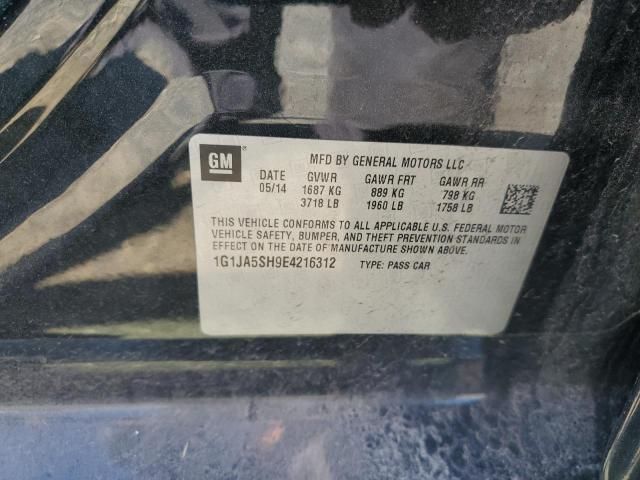 GM®
MFD BY GENERAL MOTORS LLC
DATE GVWR GAWR FRT GAWR RR
05/14 1687 KG 889 KG 798 KG
3718 LB 1960 LB 1758 LB
THIS VEHICLE CONFORMS TO ALL APPLICABLE U.S. FEDERAL MOTOR
VEHICLE SAFETY, BUMPER, AND THEFT PREVENTION STANDARDS IN
EFFECT ON THE DATE OF MANUFACTURE SHOWN ABOVE.
1G1JA5SH9E4216312 TYPE: PASS CAR